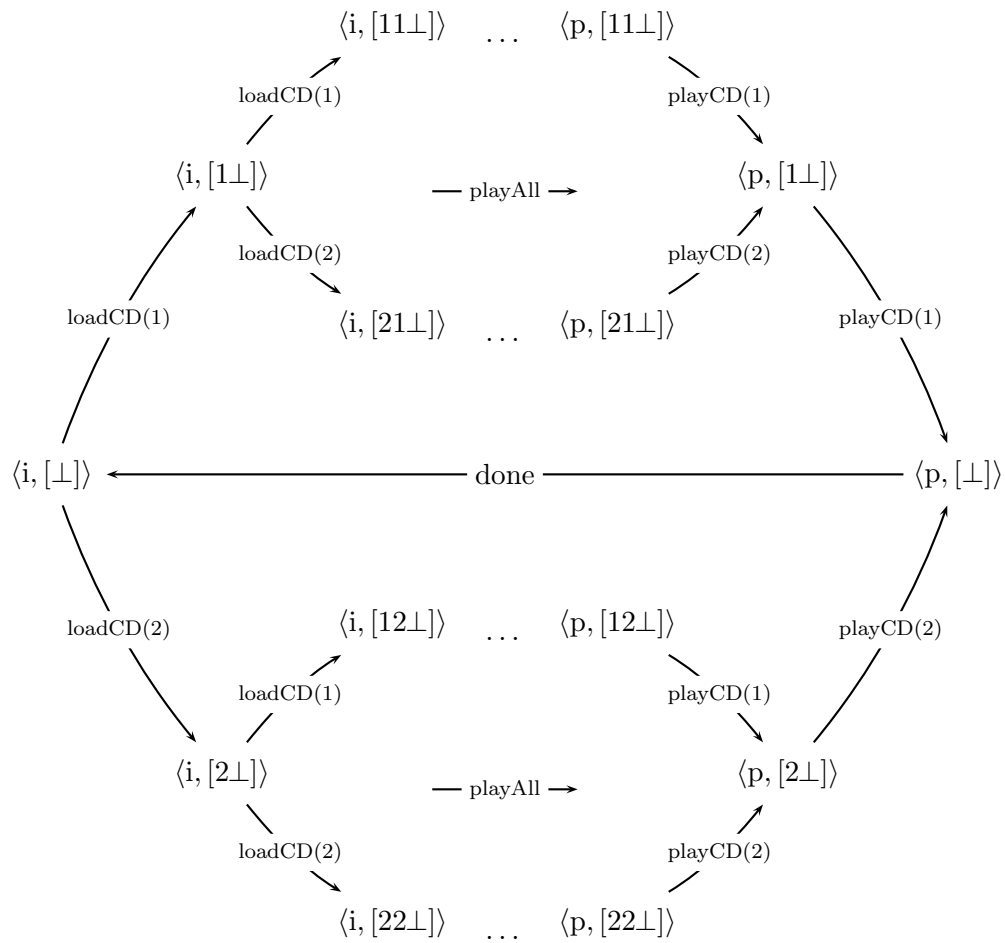 ⟨i, [11⊥]⟩ ... ⟨p, [11⊥]⟩
loadCD(1) playCD(1)
⟨i, [1⊥]⟩ playAll ⟨p, [1⊥]⟩
loadCD(2) playCD(2)
loadCD(1) playCD(1)
⟨i, [21⊥]⟩ ... ⟨p, [21⊥]⟩
⟨i, [⊥]⟩ done ⟨p, [⊥]⟩
⟨i, [12⊥]⟩ ... ⟨p, [12⊥]⟩
loadCD(2) playCD(2)
loadCD(1) playCD(1)
⟨i, [2⊥]⟩ playAll ⟨p, [2⊥]⟩
loadCD(2) playCD(2)
⟨i, [22⊥]⟩ ... ⟨p, [22⊥]⟩